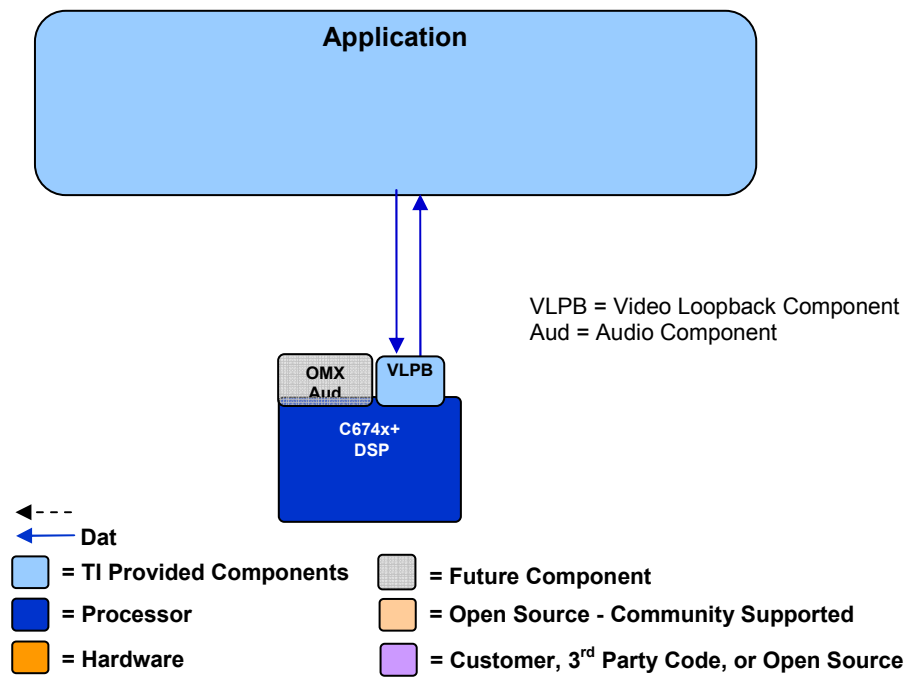 Application
VLPB = Video Loopback Component
Aud = Audio Component
OMX
Aud
VLPB
C674x+
DSP
Dat
= TI Provided Components
= Future Component
= Processor
= Open Source - Community Supported
= Hardware
= Customer, 3rd Party Code, or Open Source